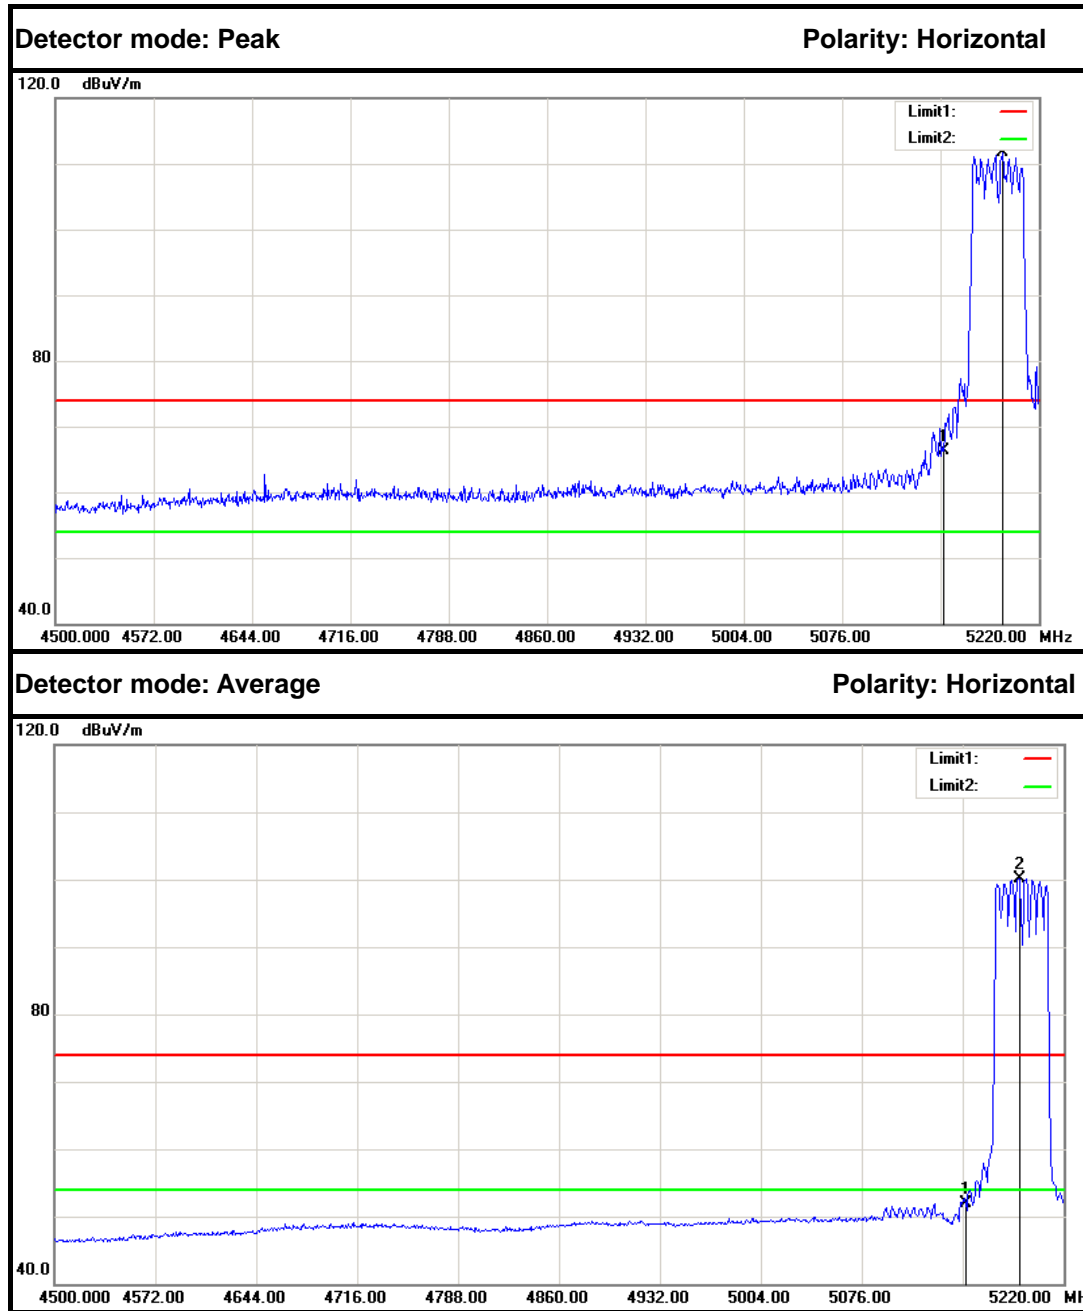 Detector mode: Peak Polarity: Horizontal
120.0 dBuV/m
Limit1:
Limit2:
80
1
40.0
4500.000 4572.00 4644.00 4716.00 4788.00 4860.00 4932.00 5004.00 5076.00 5220.00 MHz
Detector mode: Average Polarity: Horizontal
120.0 dBuV/m
Limit1:
Limit2:
2
80
1
40.0
4500.000 4572.00 4644.00 4716.00 4788.00 4860.00 4932.00 5004.00 5076.00 5220.00